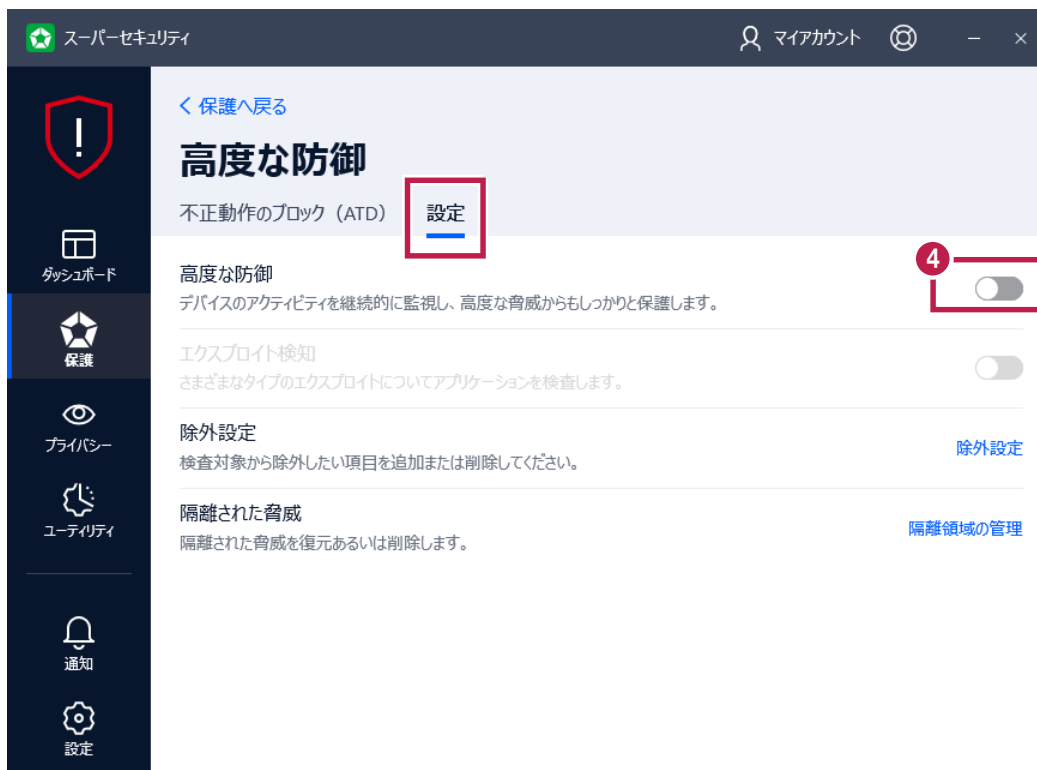 スーパーセキュリティ
マイアカウント
保護へ戻る
高度な防御
不正動作のブロック（ATD）
設定
高度な防御
4
デバイスのアクティビティを継続的に監視し、高度な脅威からもしっかりと保護します。
エクスプロイト検知
さまざまなタイプのエクスプロイトについてアプリケーションを検査します。
除外設定
検査対象から除外したい項目を追加または削除してください。
除外設定
隔離された脅威
隔離された脅威を復元あるいは削除します。
隔離領域の管理
ダッシュボード
保護
プライバシー
ユーティリティ
通知
設定